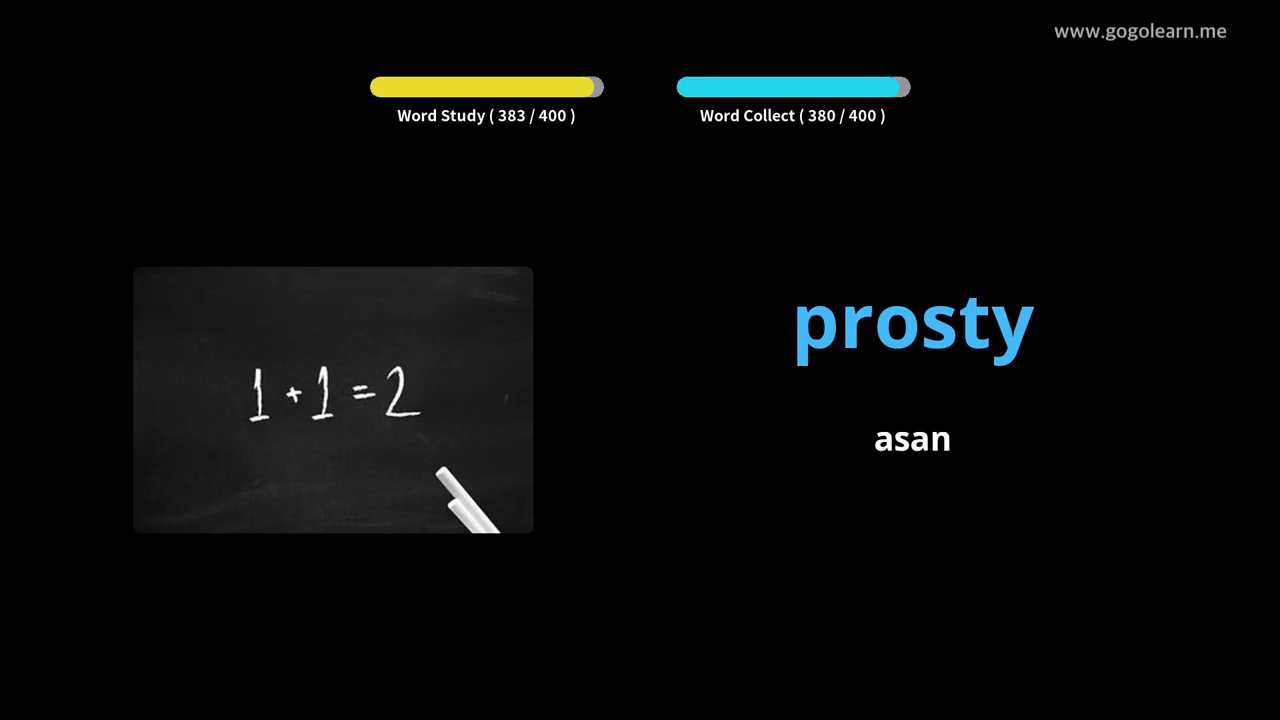 www.gogolearn.me
Word Study ( 383 / 400 )
Word Collect ( 380 / 400 )
1 + 1 = 2
prosty
asan